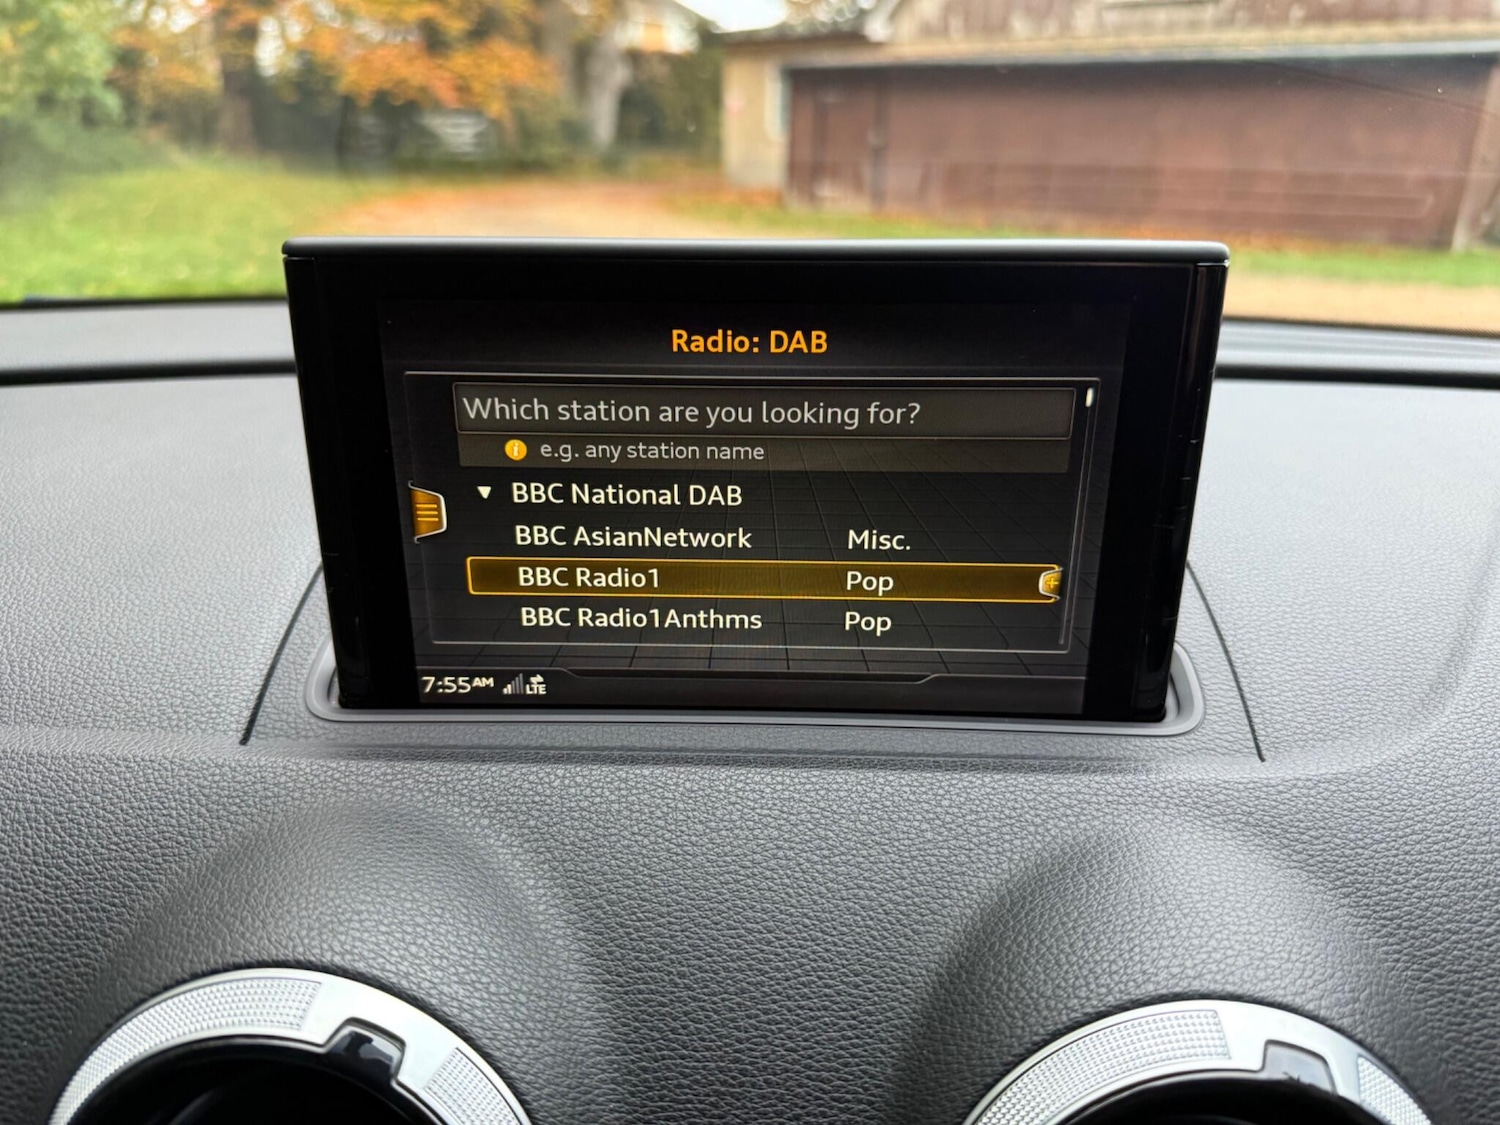 Radio: DAB
Which station are you looking for?
i e.g. any station name
BBC National DAB
BBC AsianNetwork Misc.
BBC Radio1 Pop
BBC Radio1Anthms Pop
7:55AM LTE